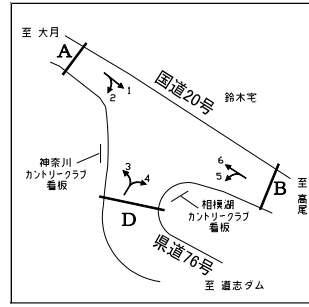 至 大月
A
国道20号
鈴木宅
1
2
神奈川
カントリークラブ
看板
3
4
6
5
至 高尾
B
D
相模湖
カントリークラブ
看板
県道76号
至 道志ダム